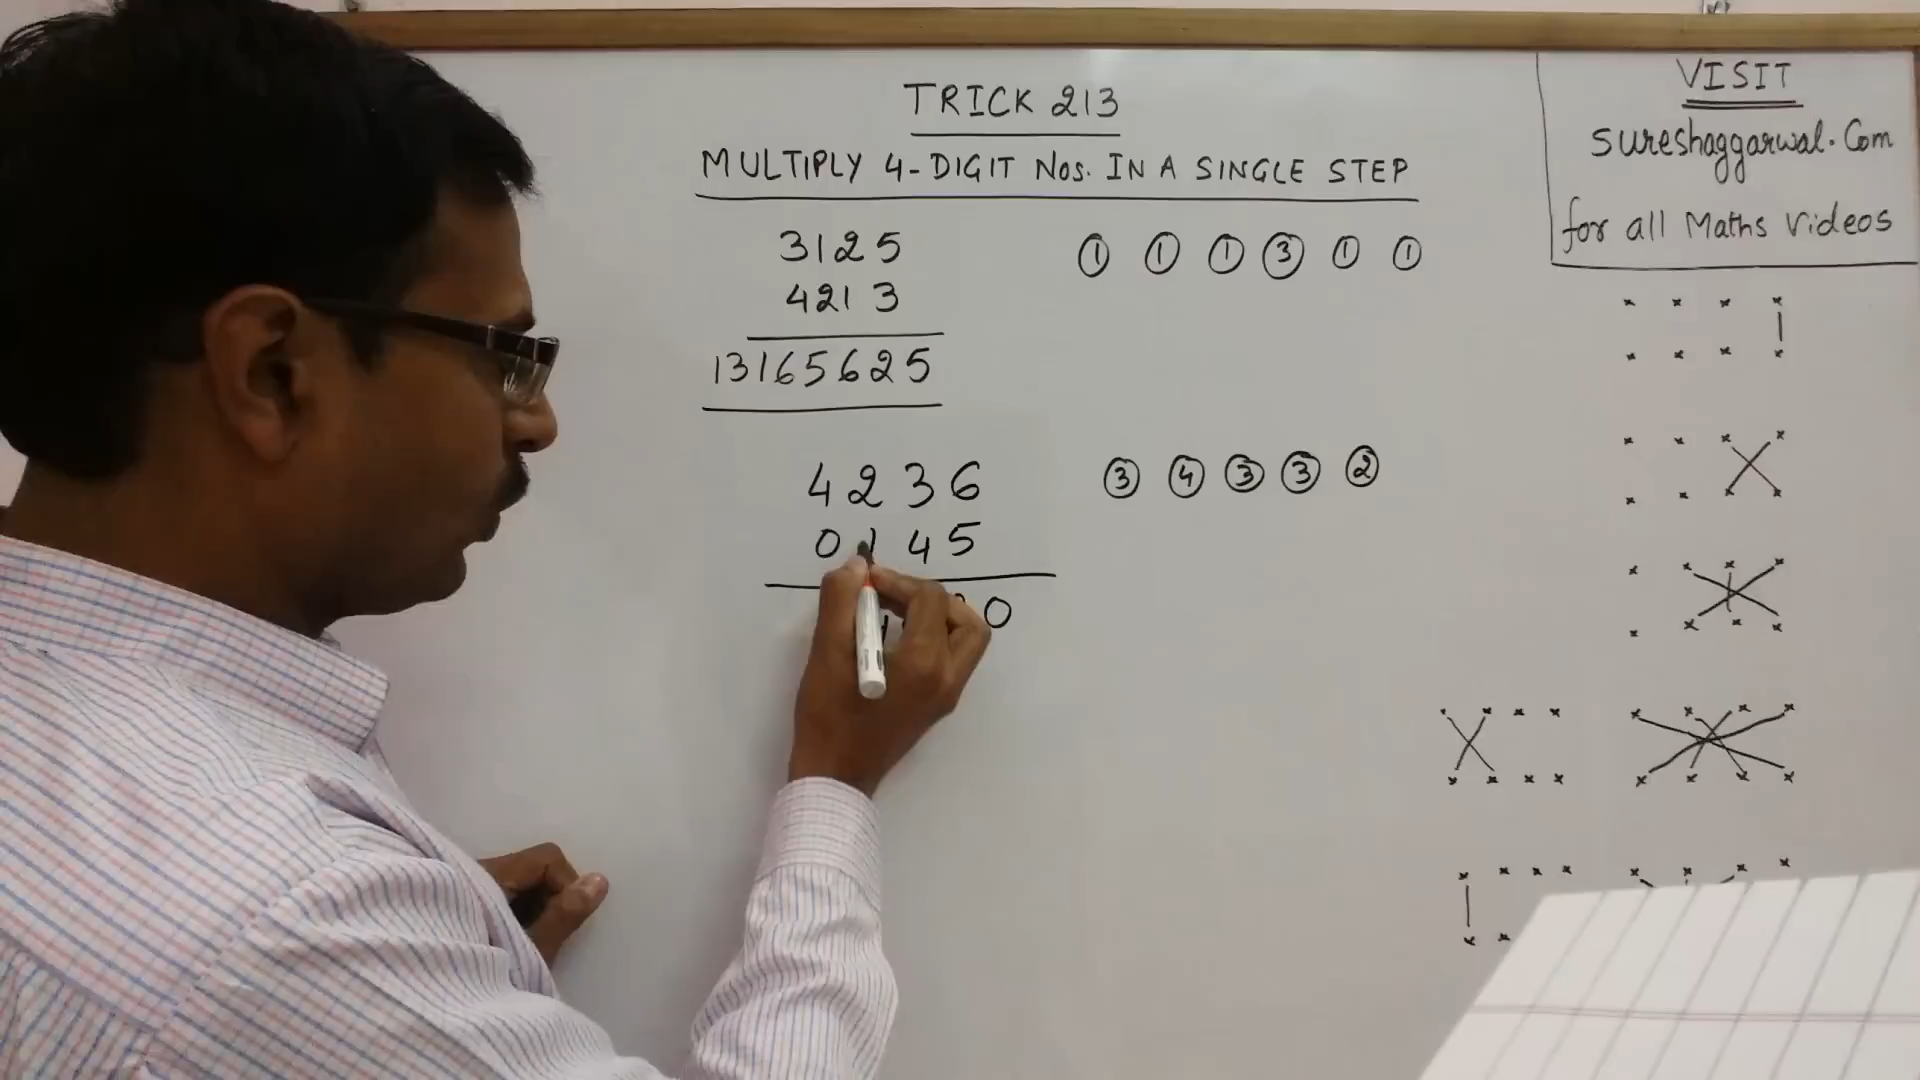 TRICK 213
MULTIPLY 4-DIGIT Nos. IN A SINGLE STEP
3125
4213
13165625
1 1 1 3 1 1
4236
0145
0
3 4 3 3 2
VISIT
sureshaggarwal.Com
for all Maths Videos